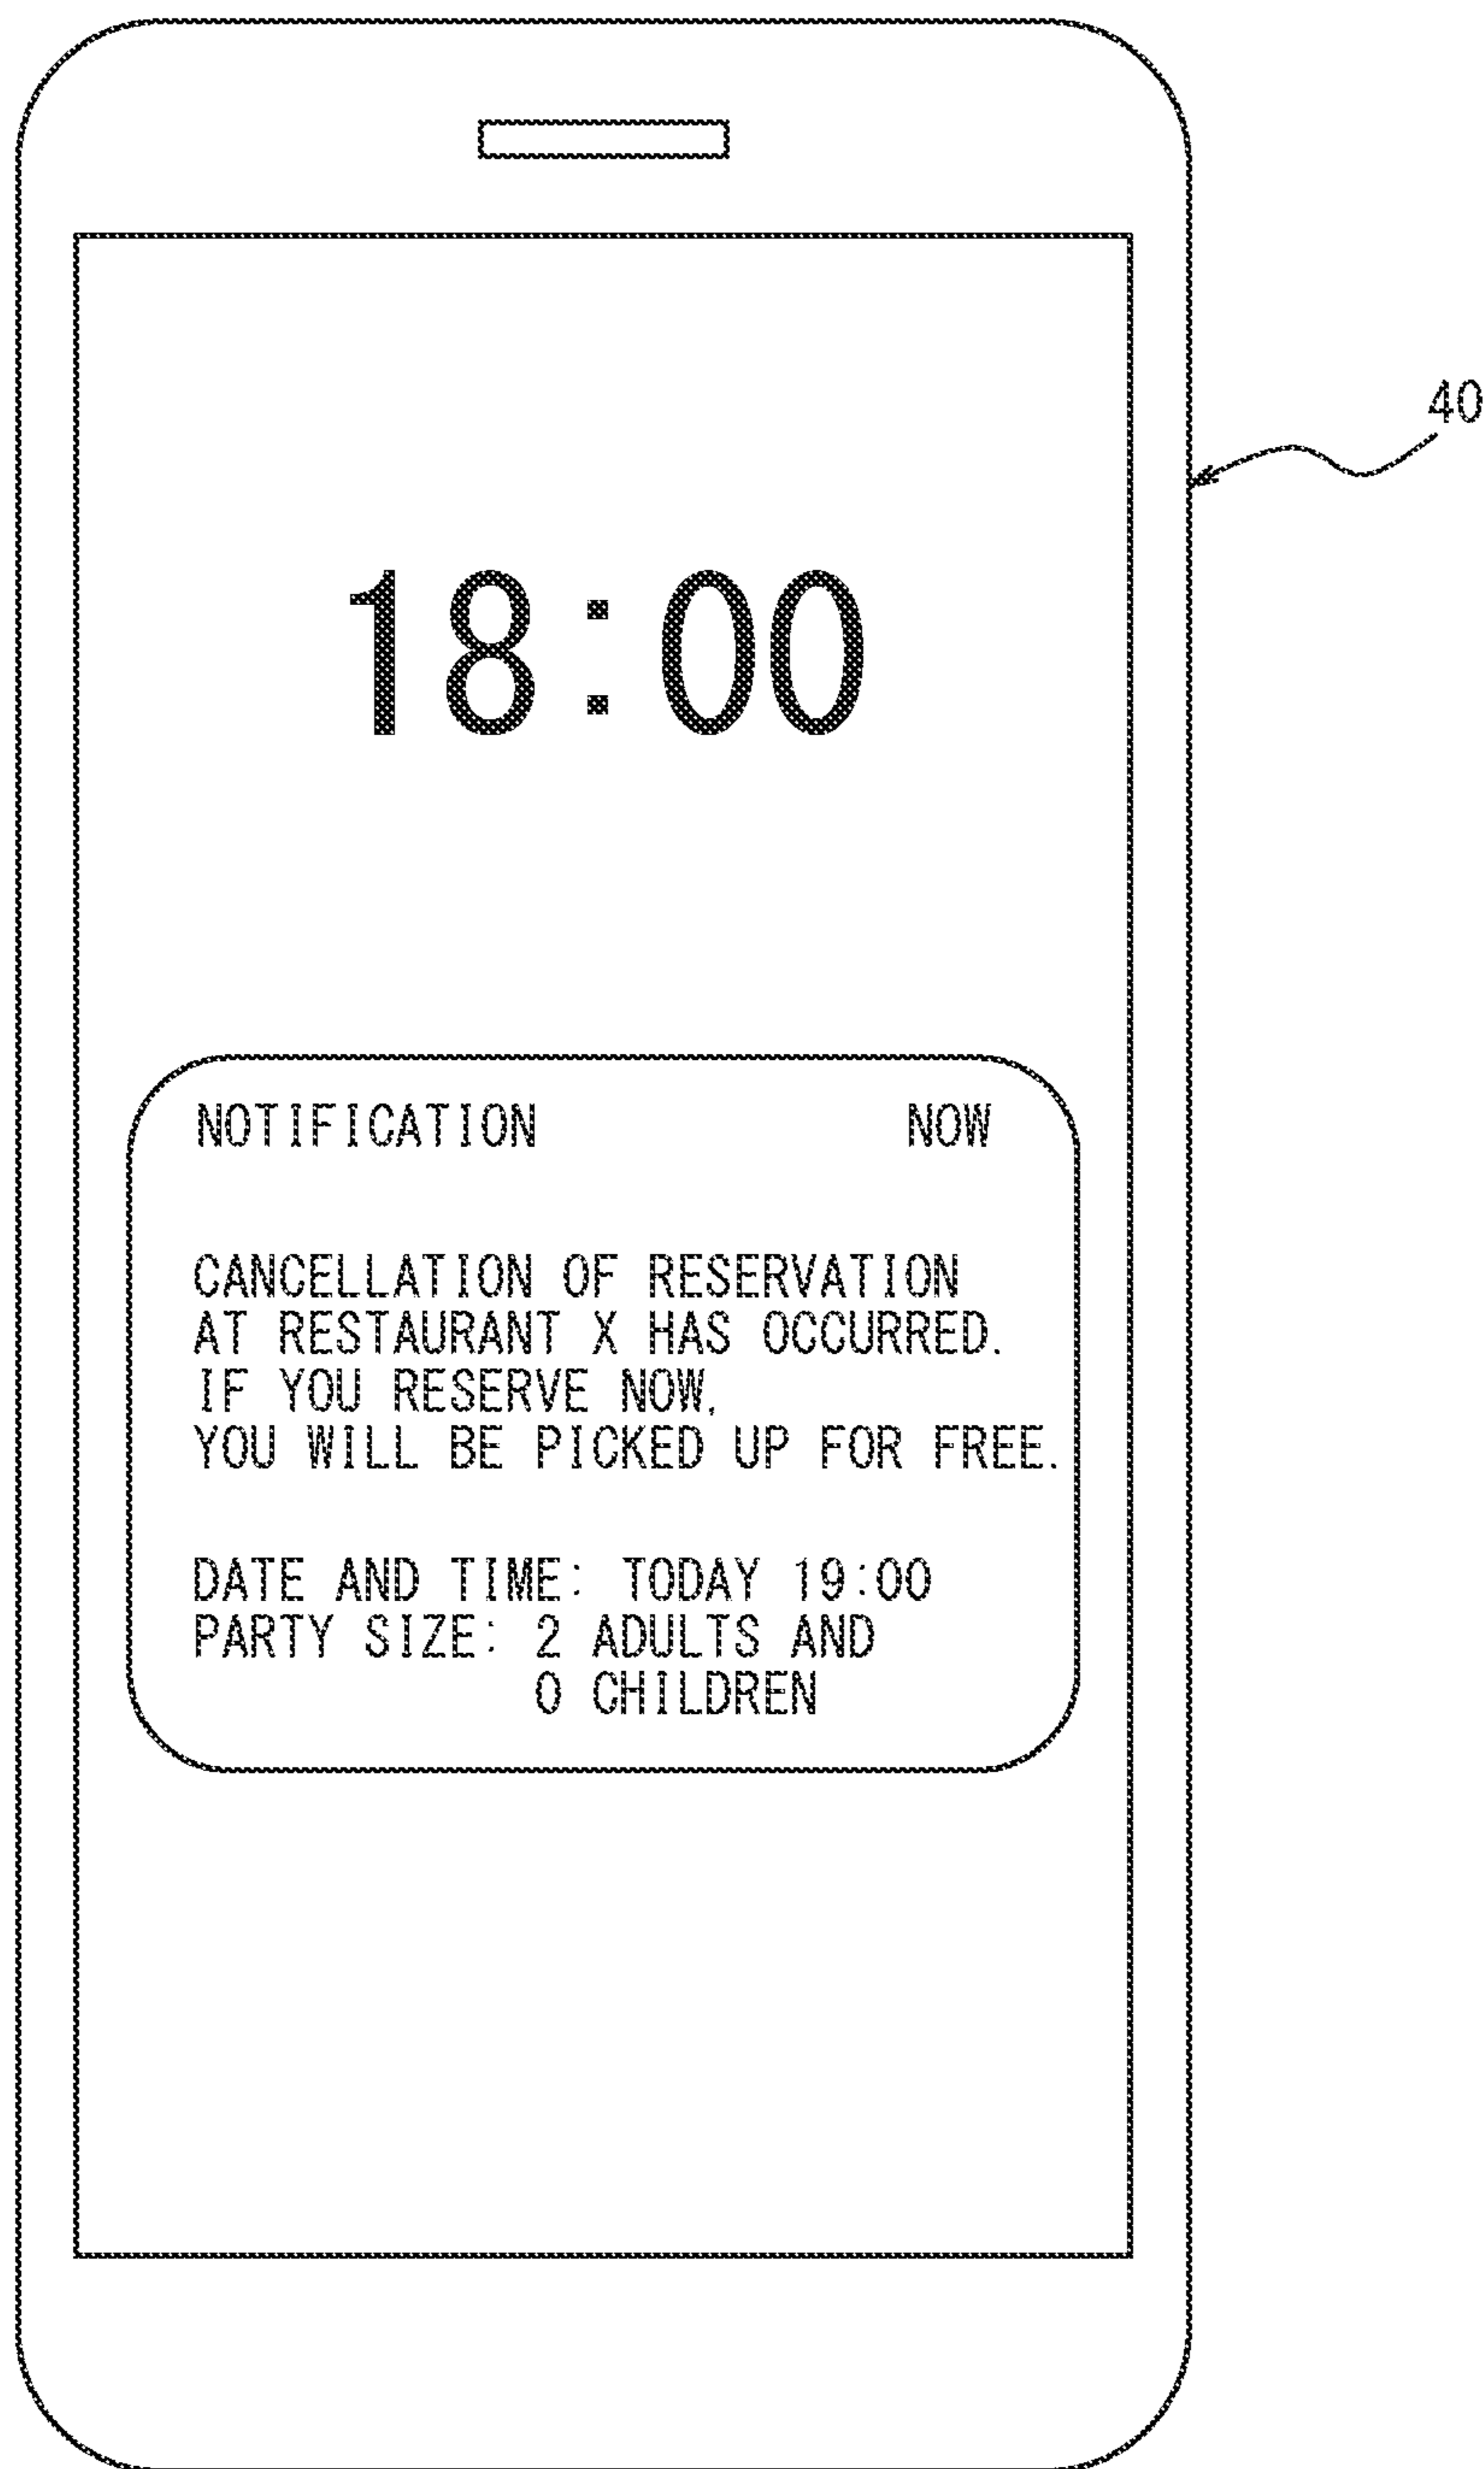 40
18:00
NOTIFICATION NOW
CANCELLATION OF RESERVATION
AT RESTAURANT X HAS OCCURRED.
IF YOU RESERVE NOW,
YOU WILL BE PICKED UP FOR FREE.
DATE AND TIME: TODAY 19:00
PARTY SIZE: 2 ADULTS AND
0 CHILDREN